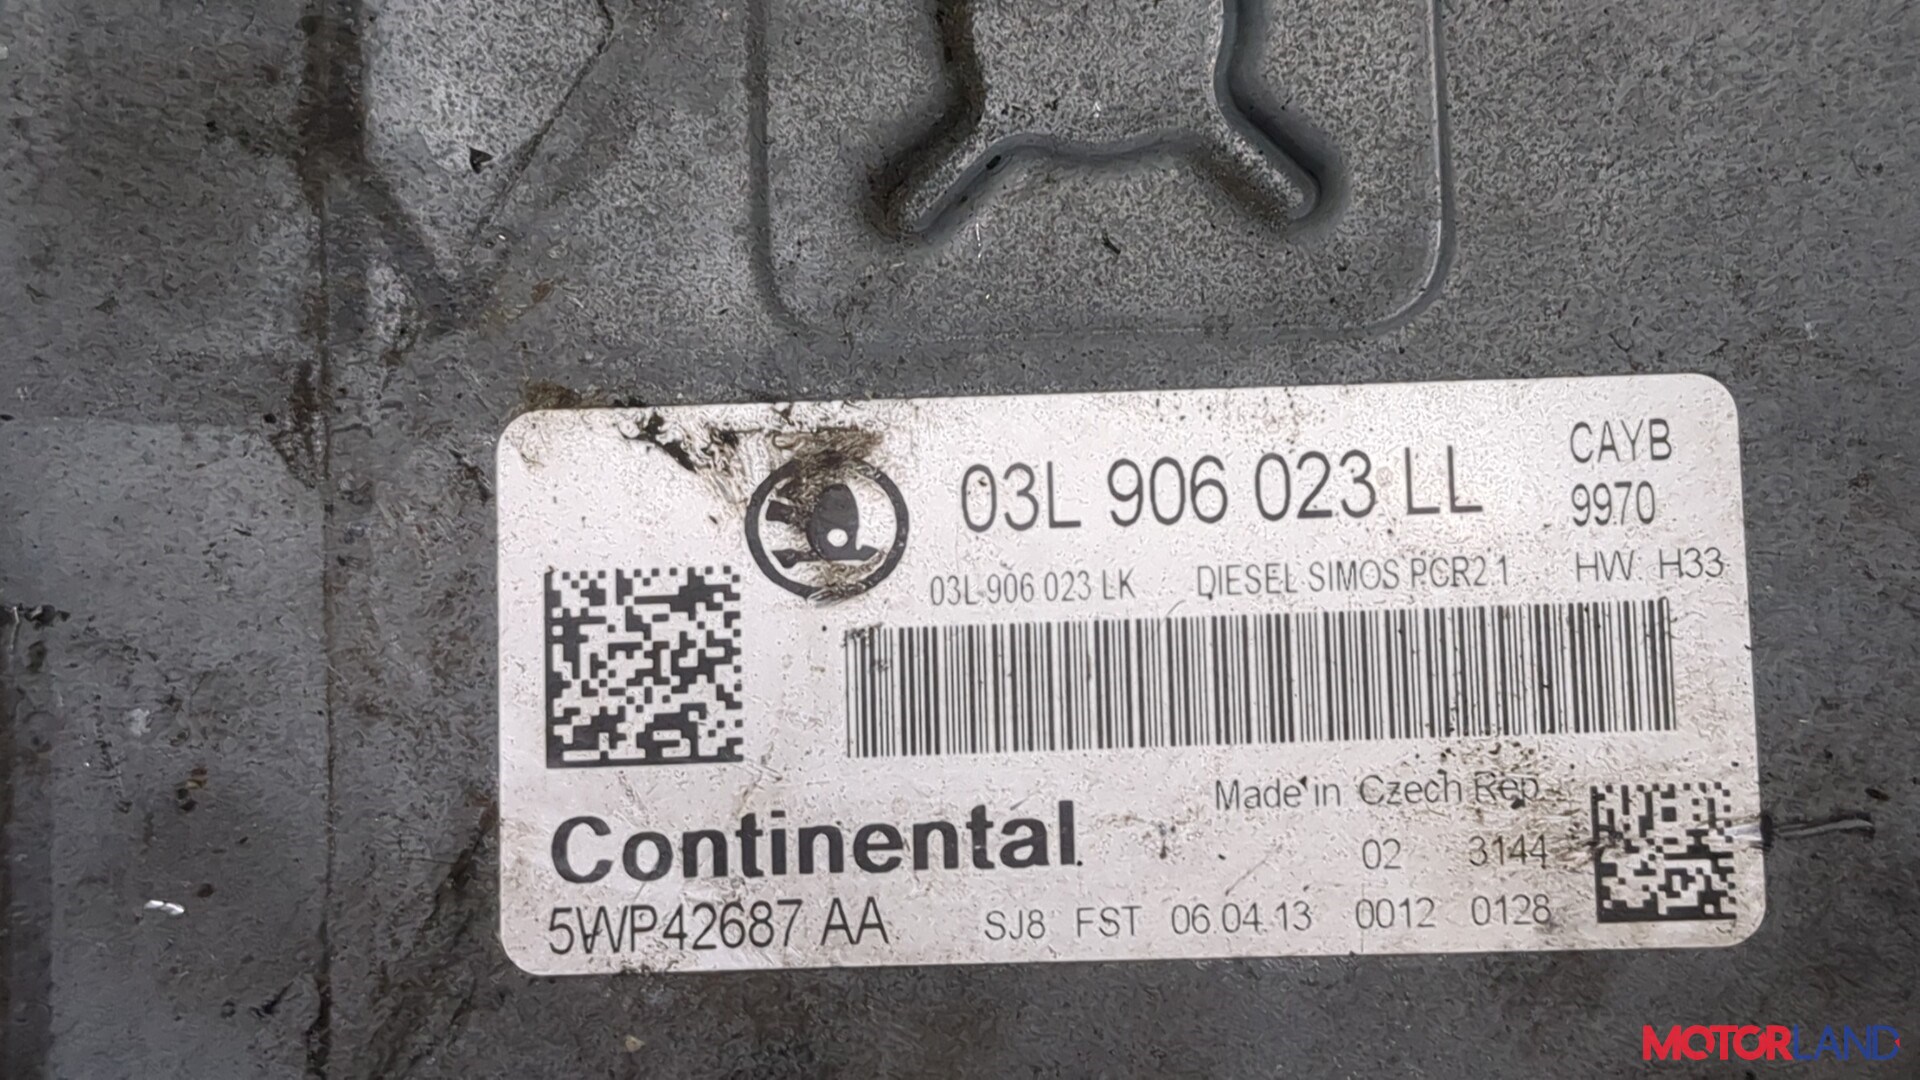 03L 906 023 LL
CAYB
9970
03L 906 023 LK DIESEL SIMOS PCR2.1 HW H33
Made in Czech Rep.
Continental
02 3144
5WP42687 AA SJ8 FST 06.04.13 0012 0128
MOTORLAND